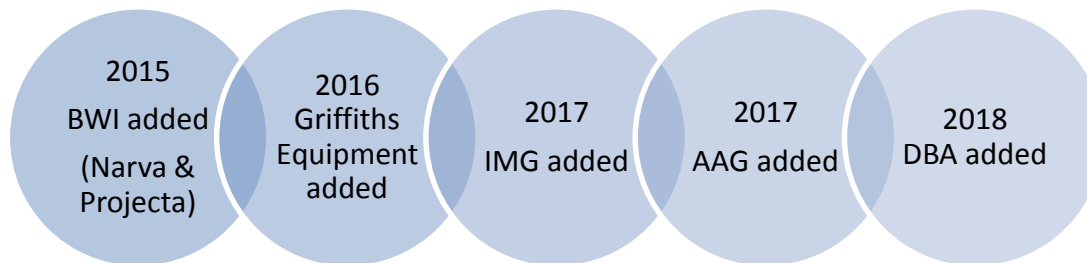 2015
BWI added
(Narva &
Projecta)
2016
Griffiths
Equipment
added
2017
IMG added
2017
AAG added
2018
DBA added